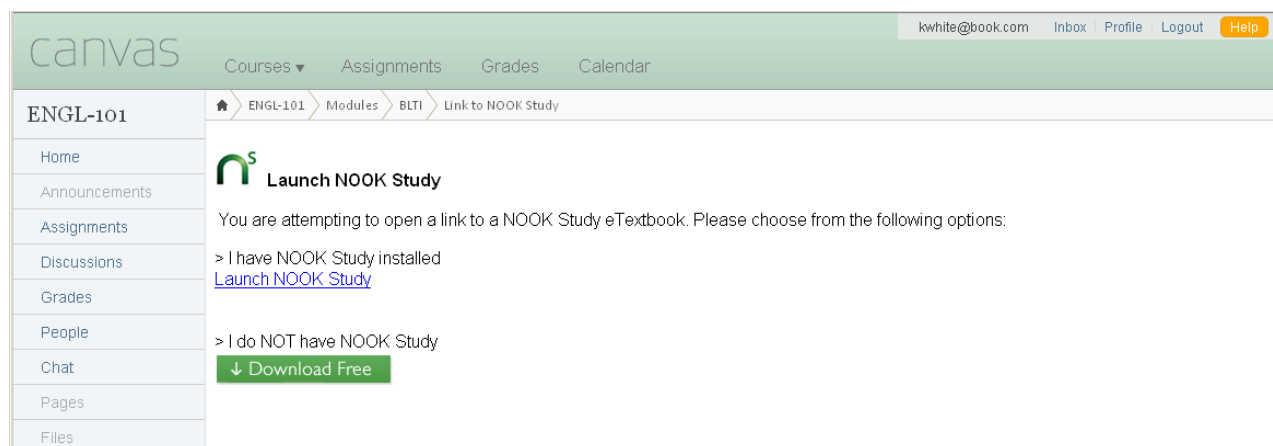 kwhite@book.com Inbox Profile Logout Help
canvas
Courses ▾ Assignments Grades Calendar
ENGL-101
ENGL-101 Modules BLTI Link to NOOK Study
Home
Announcements
Assignments
Discussions
Grades
People
Chat
Pages
Files
nS Launch NOOK Study
You are attempting to open a link to a NOOK Study eTextbook. Please choose from the following options:
> I have NOOK Study installed
Launch NOOK Study
> I do NOT have NOOK Study
↓ Download Free